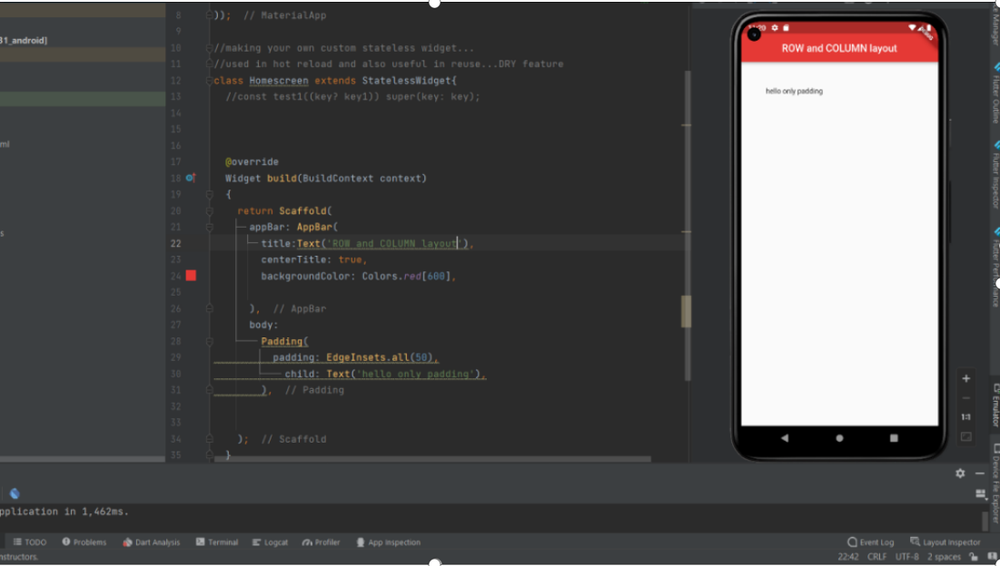 8 )); // MaterialApp
9
10 //making your own custom stateless widget...
11 //used in hot reload and also useful in reuse...DRY feature
12 class Homescreen extends StatelessWidget{
13 //const test1((key? key1)) super(key: key);
14
15
16
17 @override
18 Widget build(BuildContext context)
19 {
20 return Scaffold(
21 appBar: AppBar(
22 title:Text('ROW and COLUMN layout'),
23 centerTitle: true,
24 backgroundColor: Colors.red[600],
25
26 ), // AppBar
27 body:
28 Padding(
29 padding: EdgeInsets.all(50),
30 child: Text('hello only padding'),
31 ), // Padding
32
33
34 ); // Scaffold
35 }
31_android]
ml
s
ROW and COLUMN layout
hello only padding
1:1
Manager
Flutter Outline
Flutter Inspector
Flutter Performance
Emulator
Device File Explorer
pplication in 1,462ms.
TODO Problems Dart Analysis Terminal Logcat Profiler App Inspection Event Log Layout Inspector
nstructors. 22:42 CRLF UTF-8 2 spaces